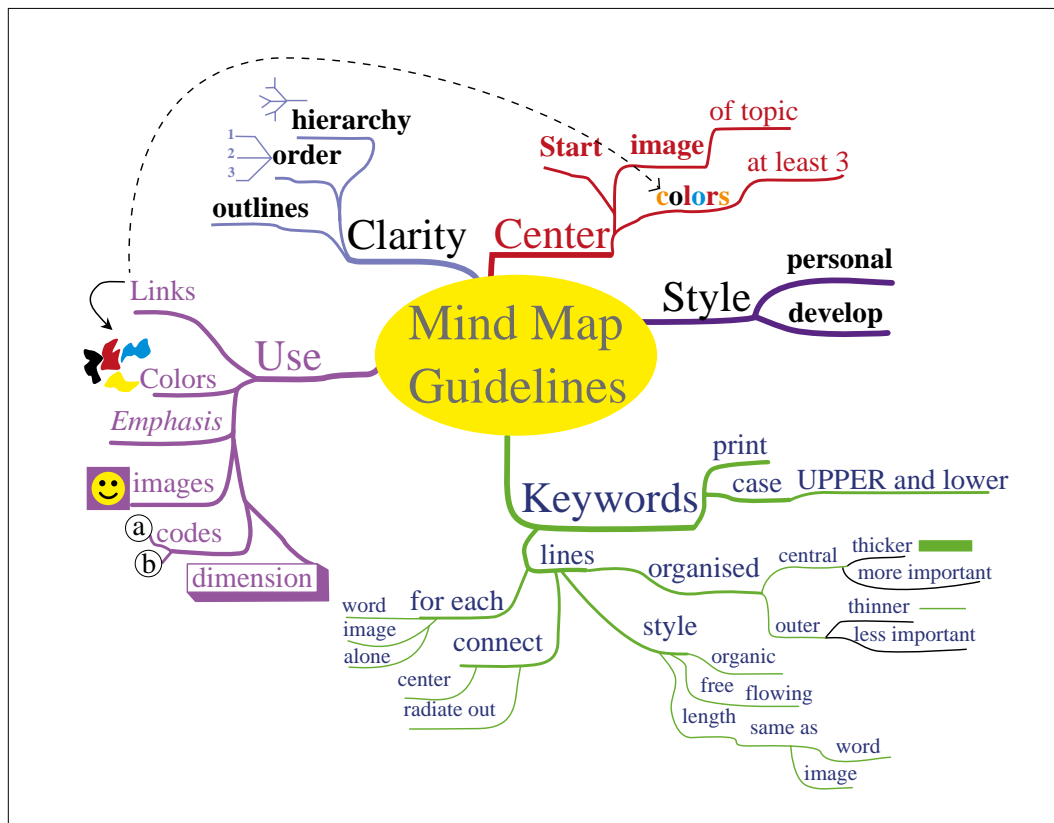 Mind Map
Guidelines
Clarity
hierarchy
order
1
2
3
outlines
Center
Start
image
of topic
colors
at least 3
Style
personal
develop
Use
Links
Colors
Emphasis
images
codes
a
b
dimension
Keywords
print
case
UPPER and lower
lines
organised
central
thicker
more important
outer
thinner
less important
style
organic
free
flowing
length
same as
word
image
connect
center
radiate out
for each
word
image
alone